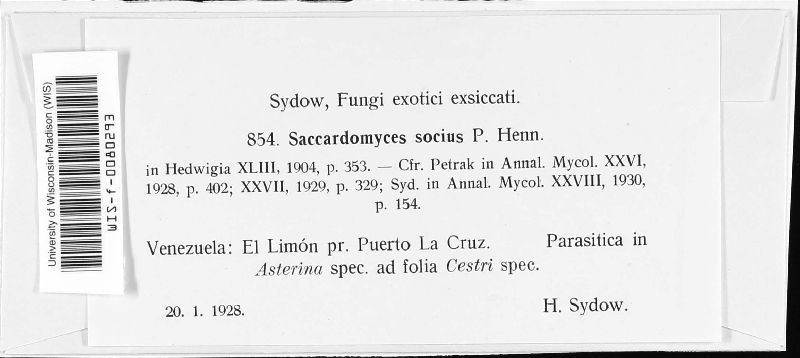 Sydow, Fungi exotici exsiccati.
854. Saccardomyces socius P. Henn.
in Hedwigia XLIII, 1904, p. 353. — Cfr. Petrak in Annal. Mycol. XXVI,
1928, p. 402; XXVII, 1929, p. 329; Syd. in Annal. Mycol. XXVIII, 1930,
p. 154.
Venezuela: El Limón pr. Puerto La Cruz. Parasitica in
Asterina spec. ad folia Cestri spec.
20. 1. 1928. H. Sydow.
University of Wisconsin-Madison (WIS)